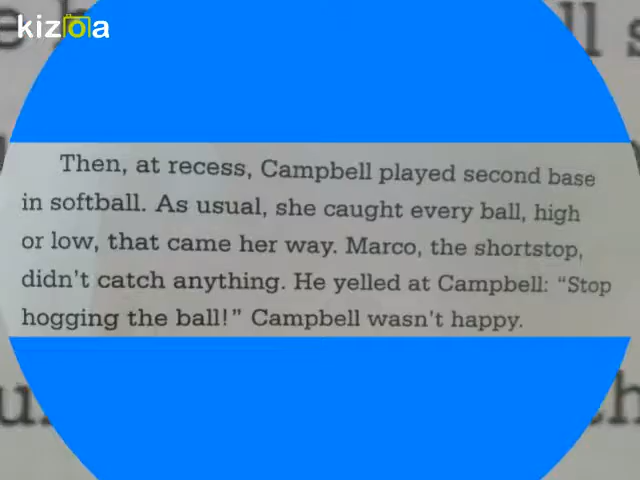 kizoa
Then, at recess, Campbell played second base
in softball. As usual, she caught every ball, high
or low, that came her way. Marco, the shortstop,
didn't catch anything. He yelled at Campbell: “Stop
hogging the ball!” Campbell wasn't happy.